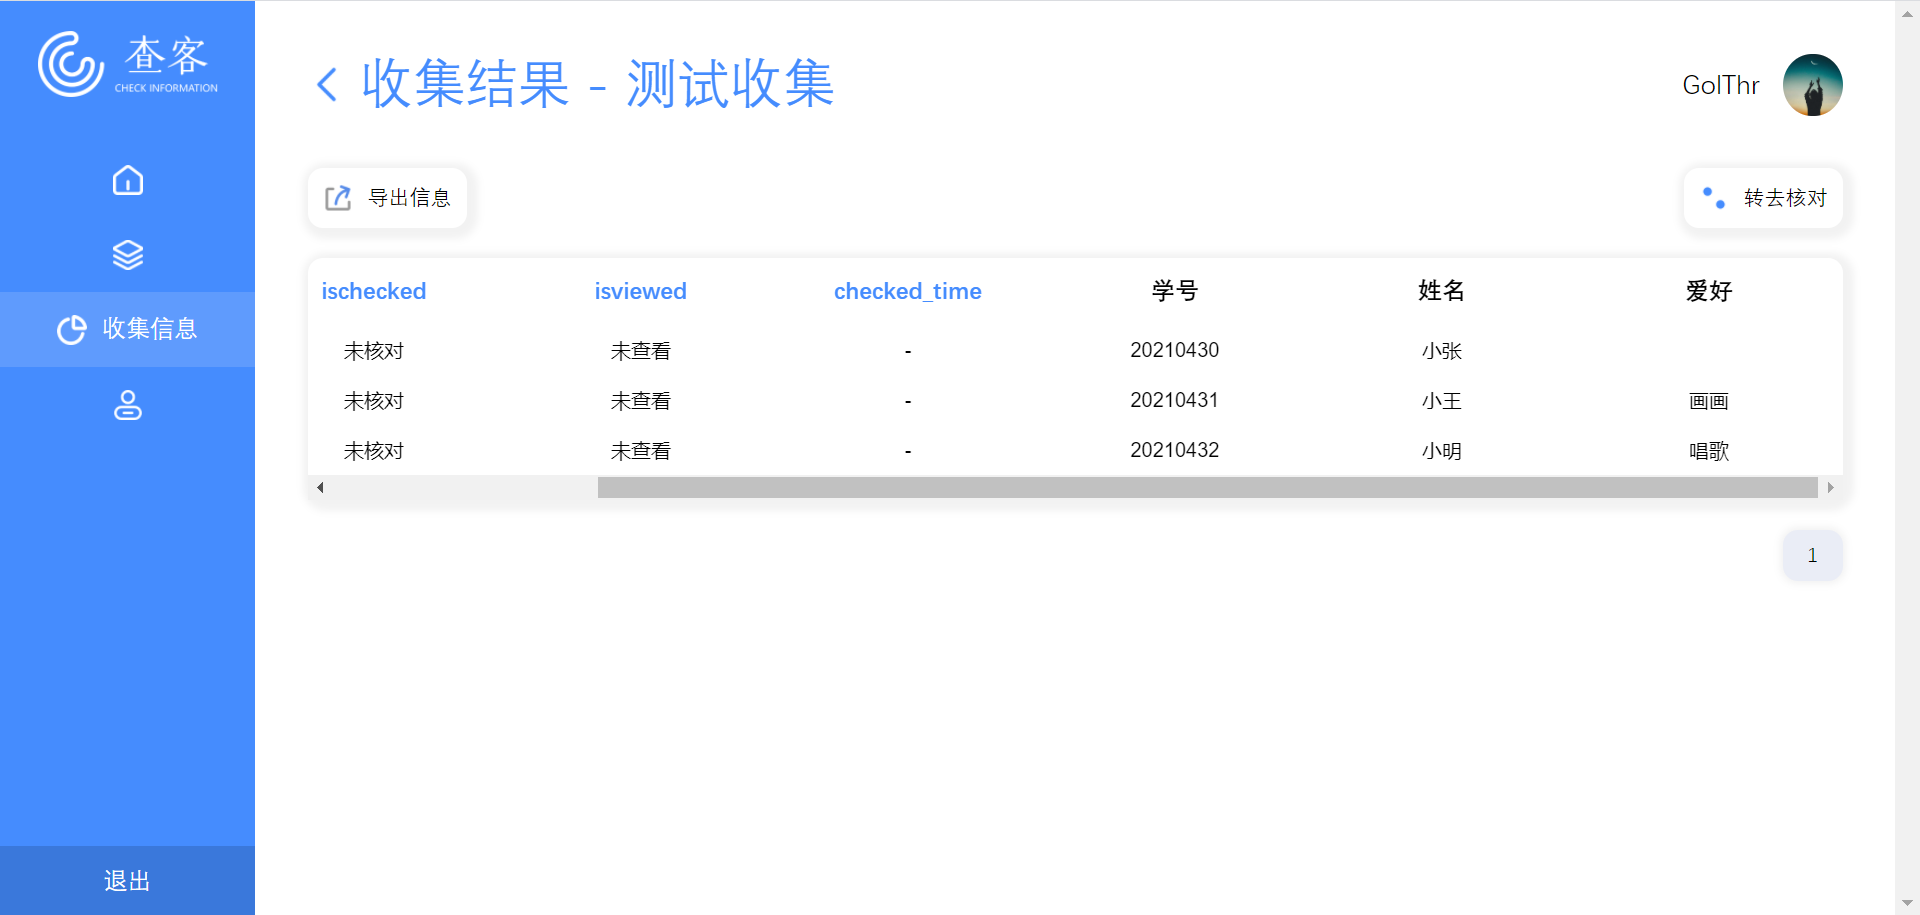 查客
CHECK INFORMATION
收集信息
退出
收集结果 - 测试收集
GolThr
导出信息
转去核对
ischecked isviewed checked_time 学号 姓名 爱好
未核对 未查看 - 20210430 小张
未核对 未查看 - 20210431 小王 画画
未核对 未查看 - 20210432 小明 唱歌
1